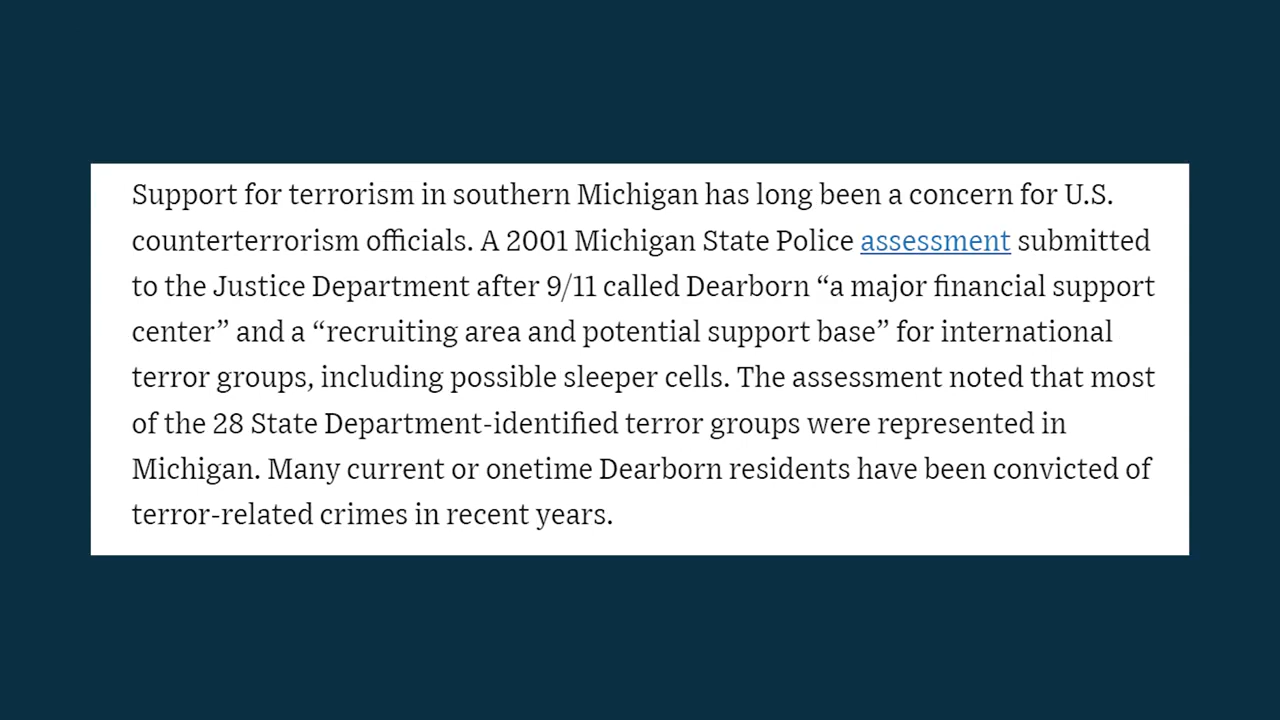 Support for terrorism in southern Michigan has long been a concern for U.S.
counterterrorism officials. A 2001 Michigan State Police assessment submitted
to the Justice Department after 9/11 called Dearborn “a major financial support
center” and a “recruiting area and potential support base” for international
terror groups, including possible sleeper cells. The assessment noted that most
of the 28 State Department-identified terror groups were represented in
Michigan. Many current or onetime Dearborn residents have been convicted of
terror-related crimes in recent years.